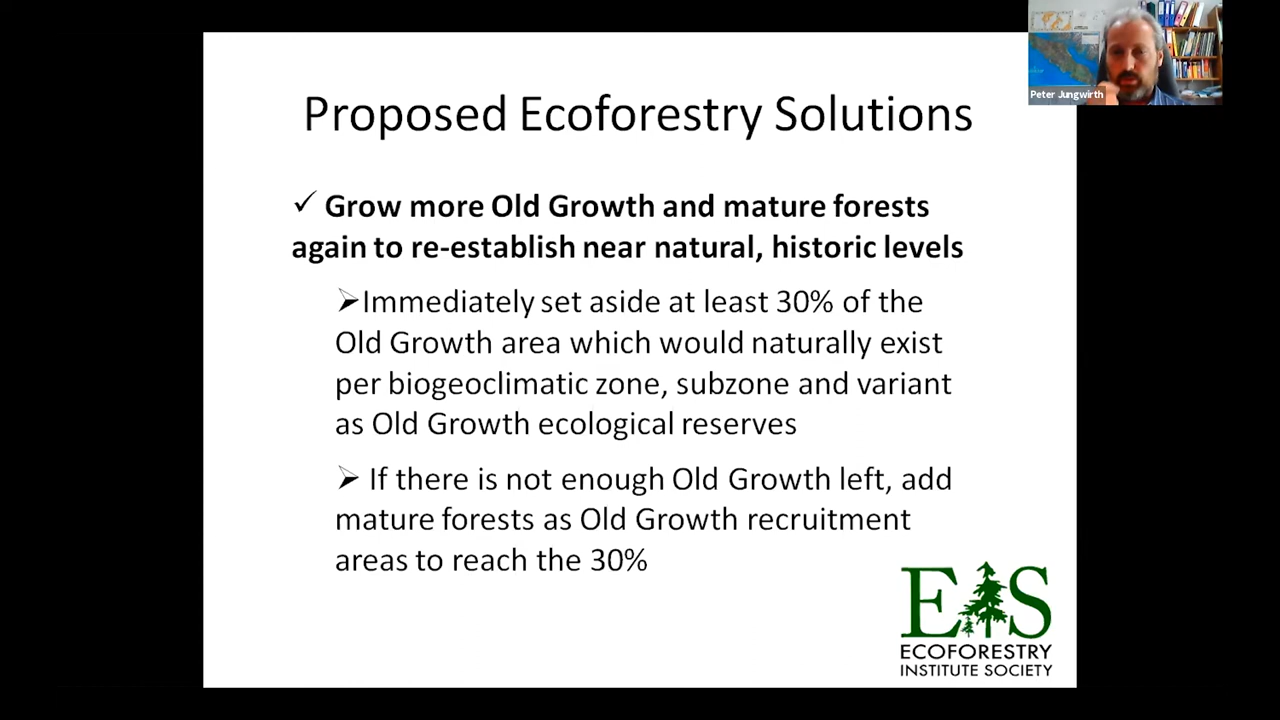 Peter Jungwirth
Proposed Ecoforestry Solutions
✓ Grow more Old Growth and mature forests
again to re-establish near natural, historic levels
➢Immediately set aside at least 30% of the
Old Growth area which would naturally exist
per biogeoclimatic zone, subzone and variant
as Old Growth ecological reserves
➢ If there is not enough Old Growth left, add
mature forests as Old Growth recruitment
areas to reach the 30%
EIS
ECOFORESTRY
INSTITUTE SOCIETY